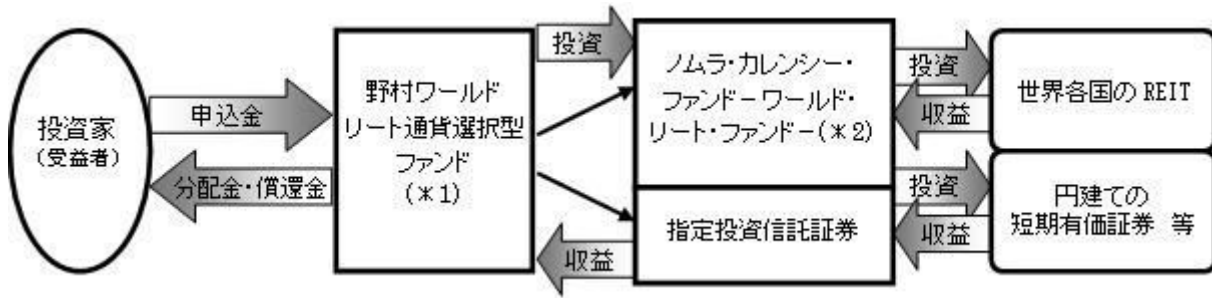 投資家
(受益者)
申込金
分配金・償還金
野村ワールド
リート通貨選択型
ファンド
(*1)
投資
収益
ノムラ・カレンシー・
ファンドーワールド・
リート・ファンドー(*2)
指定投資信託証券
投資
収益
投資
収益
世界各国のREIT
円建ての
短期有価証券 等